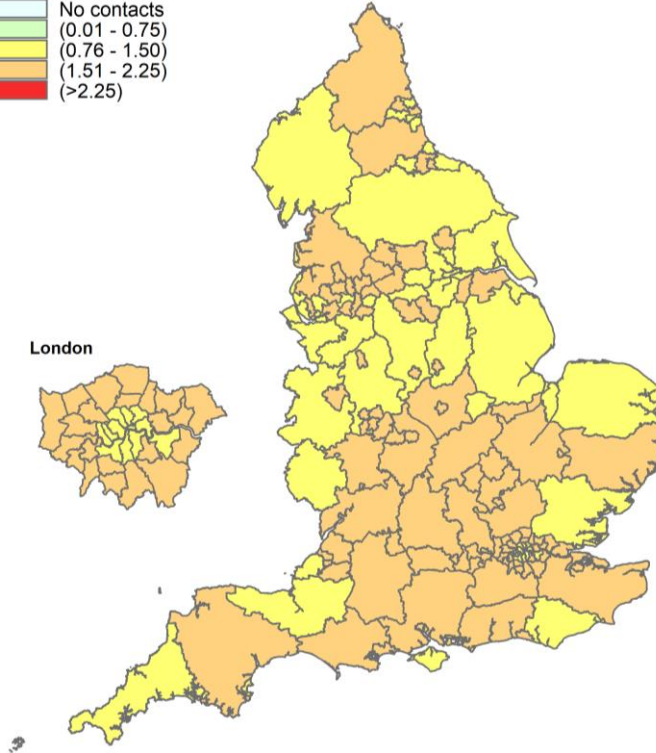 No contacts
(0.01 - 0.75)
(0.76 - 1.50)
(1.51 - 2.25)
(>2.25)
London